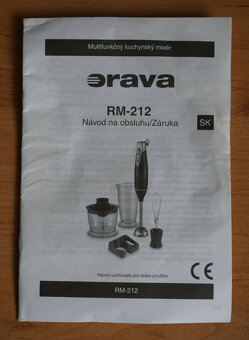 Multifunkčný kuchynský mixér
orava
RM-212
Návod na obsluhu/Záruka
SK
Návod uschovajte pre ďalšie použitie.
CE
RM-212